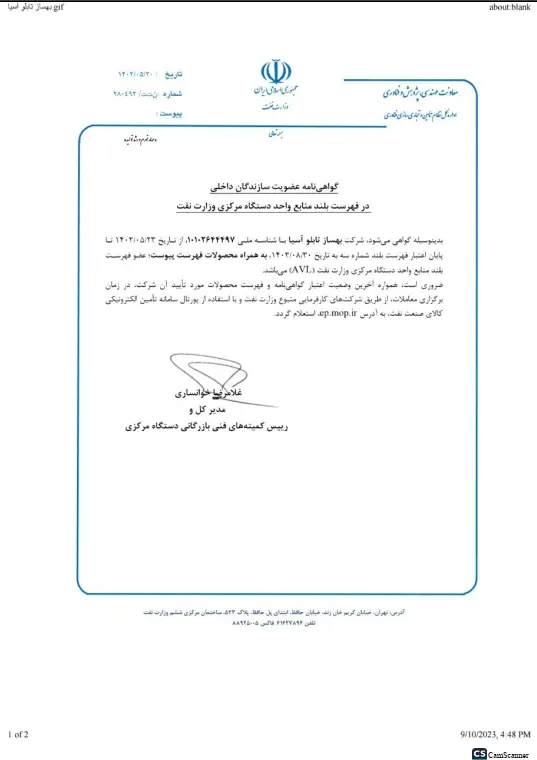 بهساز تابلو آسیا.gif
about:blank
جمهوری اسلامی ایران
وزارت نفت
بسمه تعالی
معاونت مهندسی، پژوهش و فناوری
اداره کل نظام تأمین و تجاری سازی فناوری
تاریخ : ۱۴۰۲/۰۵/۳۰
شماره : ۲۸۰۴۹۳
پیوست :
گواهی‌نامه عضویت سازندگان داخلی
در فهرست بلند منابع واحد دستگاه مرکزی وزارت نفت
بدینوسیله گواهی می‌شود، شرکت بهساز تابلو آسیا با شناسه ملی ۱۰۱۰۲۶۴۴۴۹۷، از تاریخ ۱۴۰۲/۰۵/۲۳ تا
پایان اعتبار فهرست بلند شماره سه به تاریخ ۱۴۰۳/۰۸/۳۰، به همراه محصولات فهرست پیوست؛ عضو فهرست
بلند منابع واحد دستگاه مرکزی وزارت نفت (AVL) می‌باشد.
ضروری است، همواره آخرین وضعیت اعتبار گواهی‌نامه و فهرست محصولات مورد تأیید آن شرکت، در زمان
برگزاری معاملات، از طریق شرکت‌های کارفرمایی متبوع وزارت نفت و با استفاده از پورتال سامانه تأمین الکترونیکی
کالای صنعت نفت، به آدرس ep.mop.ir، استعلام گردد.
غلامرضا خوانساری
مدیر کل و
رییس کمیته‌های فنی بازرگانی دستگاه مرکزی
آدرس: تهران، خیابان کریم خان زند، خیابان حافظ، ابتدای پل حافظ، پلاک ۵۲۳، ساختمان مرکزی ششم وزارت نفت
تلفن ۶۱۶۲۷۸۹۴ فاکس ۸۸۹۲۵۰۰۵
1 of 2
9/10/2023, 4:48 PM
CS CamScanner